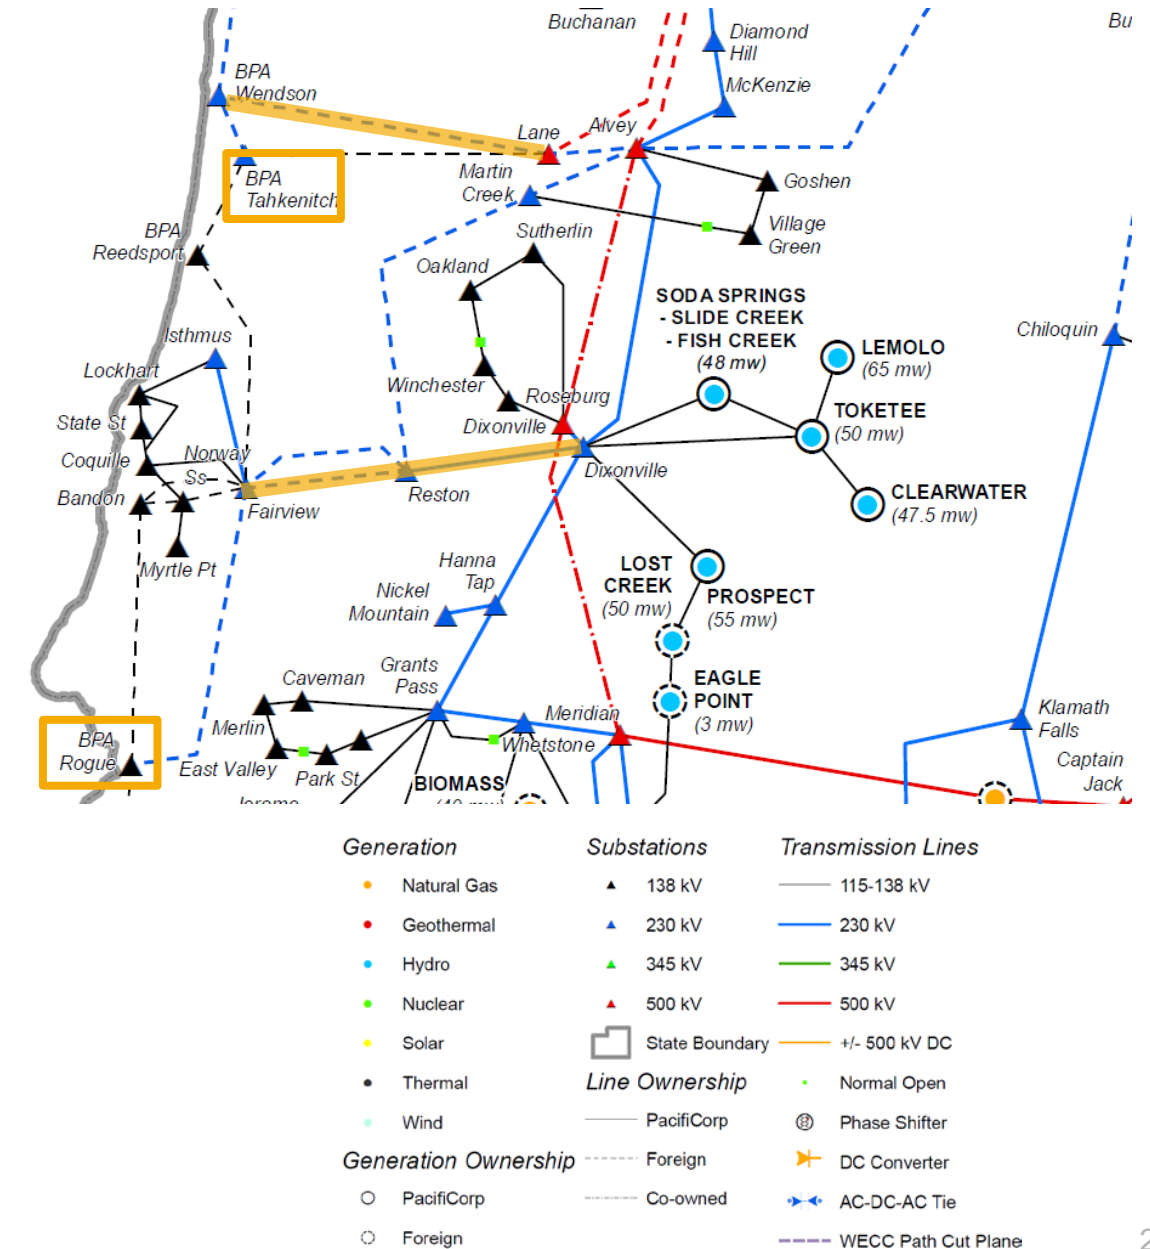 Buchanan
Bu
Diamond
Hill
BPA
Wendson
McKenzie
Lane
Alvey
Martin
Creek
Goshen
BPA
Tahkenitch
Village
Green
BPA
Reedsport
Sutherlin
Oakland
SODA SPRINGS
- SLIDE CREEK
- FISH CREEK
(48 mw)
Chiloquin
Isthmus
LEMOLO
(65 mw)
Lockhart
Winchester
Roseburg
State St
Dixonville
TOKETEE
(50 mw)
Coquille
Norway
Ss
Dixonville
Reston
Bandon
Fairview
CLEARWATER
(47.5 mw)
Myrtle Pt
Hanna
Tap
LOST
CREEK
(50 mw)
Nickel
Mountain
PROSPECT
(55 mw)
Grants
Pass
Caveman
EAGLE
POINT
(3 mw)
Merlin
Meridian
Klamath
Falls
BPA
Rogue
Whetstone
East Valley
Park St
BIOMASS
Captain
Jack
Jerome
(40 mw)
Generation
Natural Gas
Geothermal
Hydro
Nuclear
Solar
Thermal
Wind
Generation Ownership
PacifiCorp
Foreign
Substations
138 kV
230 kV
345 kV
500 kV
State Boundary
Line Ownership
PacifiCorp
Foreign
Co-owned
Transmission Lines
115-138 kV
230 kV
345 kV
500 kV
+/- 500 kV DC
Normal Open
Phase Shifter
DC Converter
AC-DC-AC Tie
WECC Path Cut Plane
2